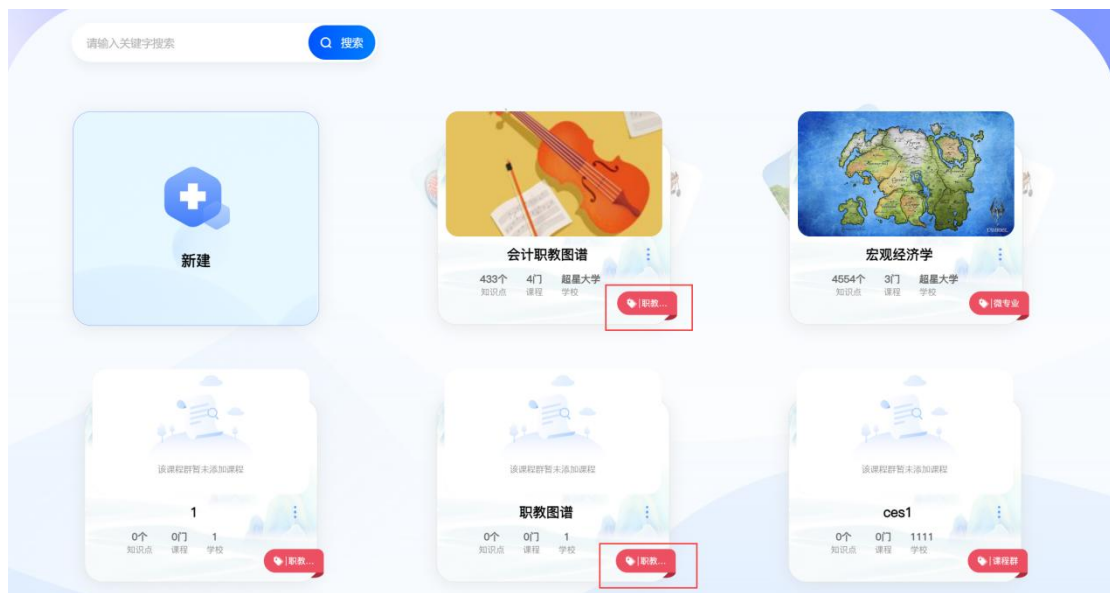 请输入关键字搜索
搜索
新建
会计职教图谱
433个 4门 超星大学
知识点 课程 学校
职教...
宏观经济学
4554个 3门 超星大学
知识点 课程 学校
微专业
该课程群暂未添加课程
1
0个 0门 1
知识点 课程 学校
职教...
该课程群暂未添加课程
职教图谱
0个 0门 1
知识点 课程 学校
职教...
该课程群暂未添加课程
ces1
0个 0门 1111
知识点 课程 学校
课程群